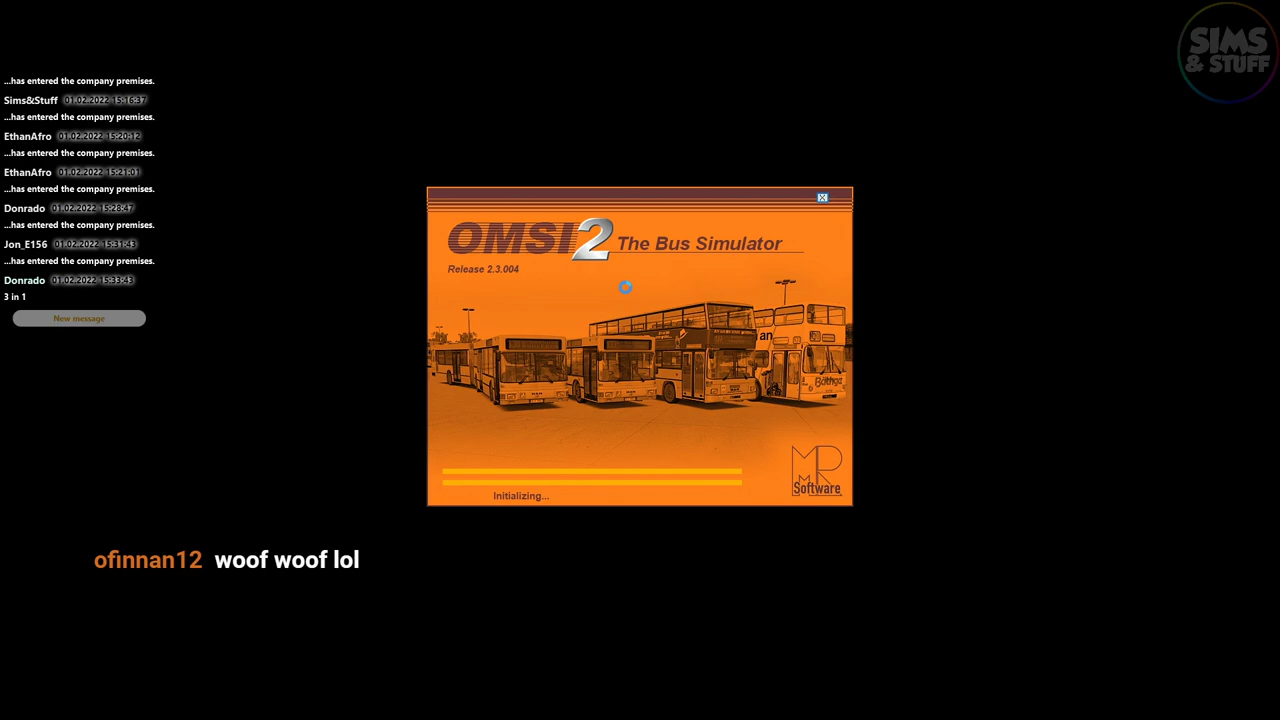 SIMS
& STUFF
...has entered the company premises.
Sims&Stuff 01.02.2022 15:16:37
...has entered the company premises.
EthanAfro 01.02.2022 15:20:12
...has entered the company premises.
EthanAfro 01.02.2022 15:21:01
...has entered the company premises.
Donrado 01.02.2022 15:28:47
...has entered the company premises.
Jon_E156 01.02.2022 15:31:43
...has entered the company premises.
Donrado 01.02.2022 15:33:43
3 in 1
New message
OMSI 2 The Bus Simulator
Release 2.3.004
an
MR
Software
Initializing...
ofinnan12 woof woof lol